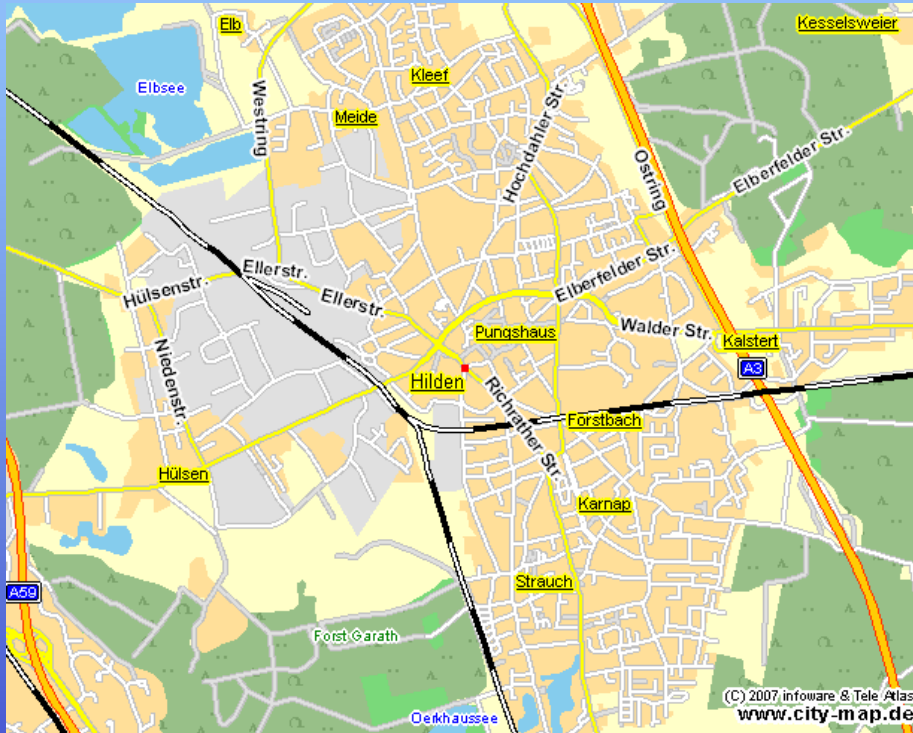 Elb
Kesselsweier
Kleef
Elbsee
Westring
Meide
Hochdahler Str.
Ostring
Elberfelder Str.
Ellerstr.
Hülsenstr.
Ellerstr.
Elberfelder Str.
Pungshaus
Walder Str.
Kalstert
Niedenstr.
A3
Hilden
Richrather Str.
Forstbach
Hülsen
Karnap
Strauch
A59
Forst Garath
Oerkhaussee
(C) 2007 infoware & Tele Atlas
www.city-map.de